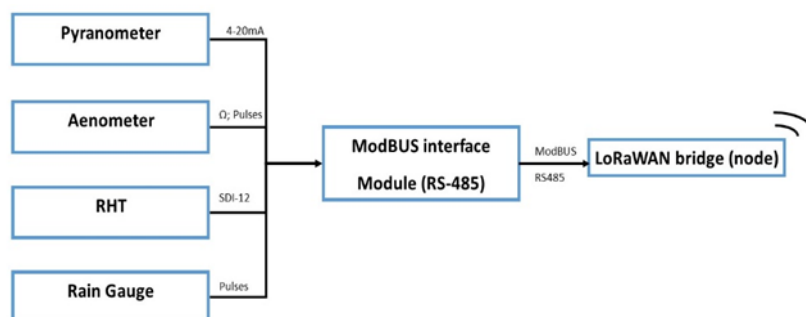 Pyranometer
4-20mA
Aenometer
Ω; Pulses
RHT
SDI-12
Rain Gauge
Pulses
ModBUS interface
Module (RS-485)
ModBUS
RS485
LoRaWAN bridge (node)